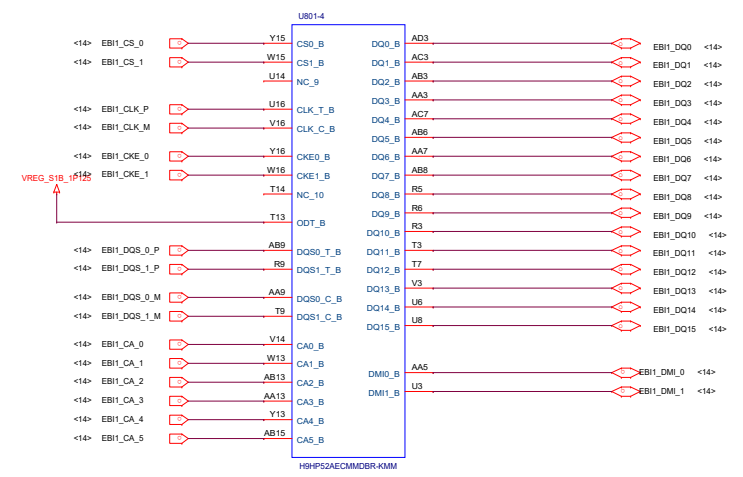 U801-4
<14> EBI1_CS_0 Y15 CS0_B DQ0_B AD3 EBI1_DQ0 <14>
<14> EBI1_CS_1 W15 CS1_B DQ1_B AC3 EBI1_DQ1 <14>
U14 NC_9 DQ2_B AB3 EBI1_DQ2 <14>
DQ3_B AA3 EBI1_DQ3 <14>
<14> EBI1_CLK_P U16 CLK_T_B DQ4_B AC7 EBI1_DQ4 <14>
<14> EBI1_CLK_M V16 CLK_C_B DQ5_B AB6 EBI1_DQ5 <14>
<14> EBI1_CKE_0 Y16 CKE0_B DQ6_B AA7 EBI1_DQ6 <14>
<14> EBI1_CKE_1 W16 CKE1_B DQ7_B AB8 EBI1_DQ7 <14>
VREG_S1B_1P125
T14 NC_10 DQ8_B R5 EBI1_DQ8 <14>
DQ9_B R6 EBI1_DQ9 <14>
T13 ODT_B DQ10_B R3 EBI1_DQ10 <14>
<14> EBI1_DQS_0_P AB9 DQS0_T_B DQ11_B T3 EBI1_DQ11 <14>
<14> EBI1_DQS_1_P R9 DQS1_T_B DQ12_B T7 EBI1_DQ12 <14>
<14> EBI1_DQS_0_M AA9 DQS0_C_B DQ13_B V3 EBI1_DQ13 <14>
<14> EBI1_DQS_1_M T9 DQS1_C_B DQ14_B U6 EBI1_DQ14 <14>
DQ15_B U8 EBI1_DQ15 <14>
<14> EBI1_CA_0 V14 CA0_B
<14> EBI1_CA_1 W13 CA1_B DMI0_B AA5 EBI1_DMI_0 <14>
<14> EBI1_CA_2 AB13 CA2_B DMI1_B U3 EBI1_DMI_1 <14>
<14> EBI1_CA_3 AA13 CA3_B
<14> EBI1_CA_4 Y13 CA4_B
<14> EBI1_CA_5 AB15 CA5_B
H9HP52AECMMDBR-KMM